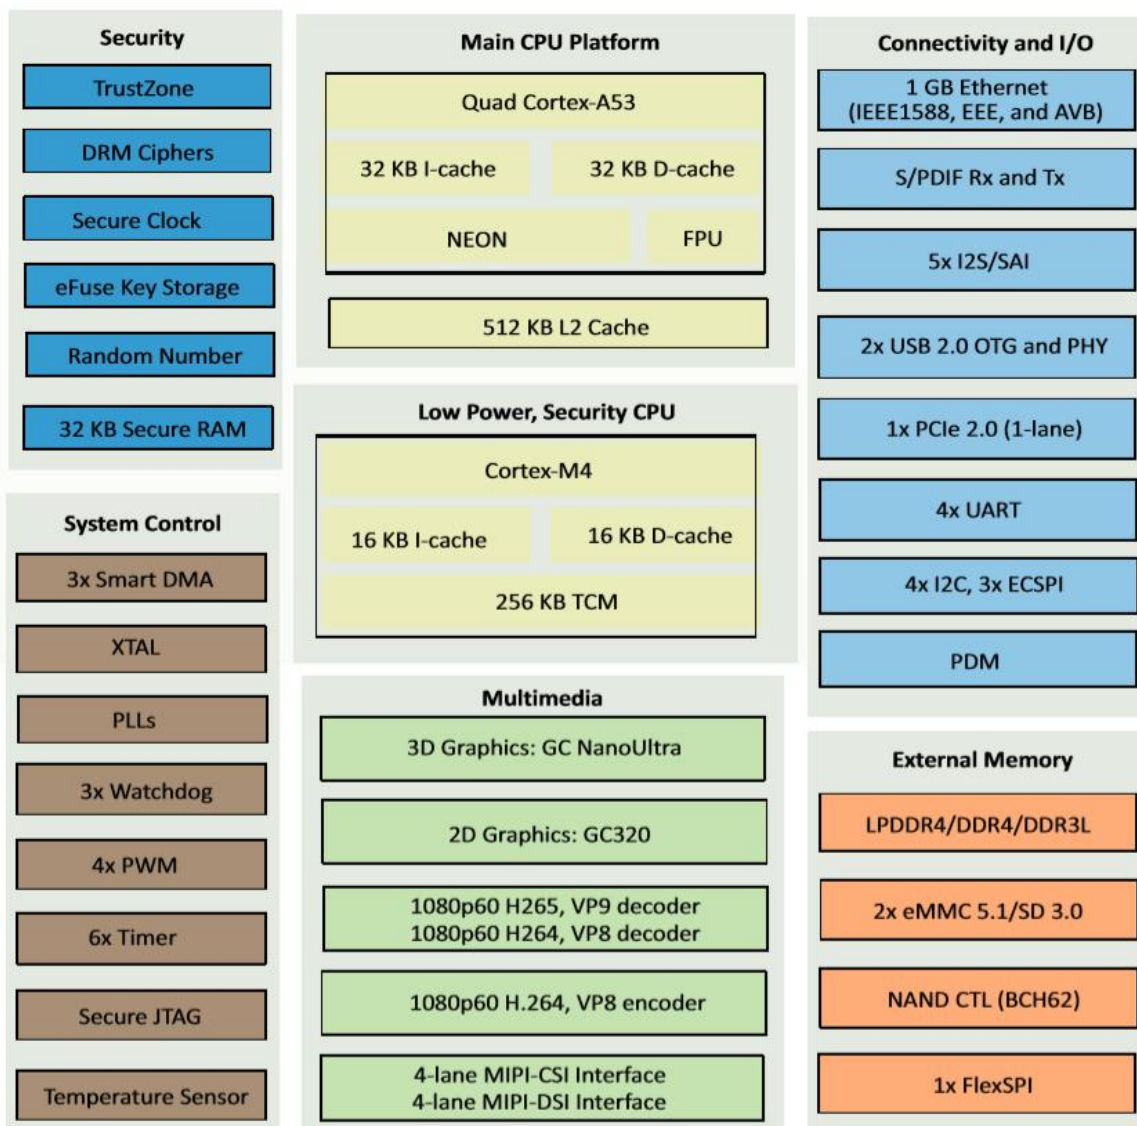 Security
TrustZone
DRM Ciphers
Secure Clock
eFuse Key Storage
Random Number
32 KB Secure RAM
System Control
3x Smart DMA
XTAL
PLLs
3x Watchdog
4x PWM
6x Timer
Secure JTAG
Temperature Sensor
Main CPU Platform
Quad Cortex-A53
32 KB I-cache
32 KB D-cache
NEON
FPU
512 KB L2 Cache
Low Power, Security CPU
Cortex-M4
16 KB I-cache
16 KB D-cache
256 KB TCM
Multimedia
3D Graphics: GC NanoUltra
2D Graphics: GC320
1080p60 H265, VP9 decoder
1080p60 H264, VP8 decoder
1080p60 H.264, VP8 encoder
4-lane MIPI-CSI Interface
4-lane MIPI-DSI Interface
Connectivity and I/O
1 GB Ethernet
(IEEE1588, EEE, and AVB)
S/PDIF Rx and Tx
5x I2S/SAI
2x USB 2.0 OTG and PHY
1x PCIe 2.0 (1-lane)
4x UART
4x I2C, 3x ECSPI
PDM
External Memory
LPDDR4/DDR4/DDR3L
2x eMMC 5.1/SD 3.0
NAND CTL (BCH62)
1x FlexSPI